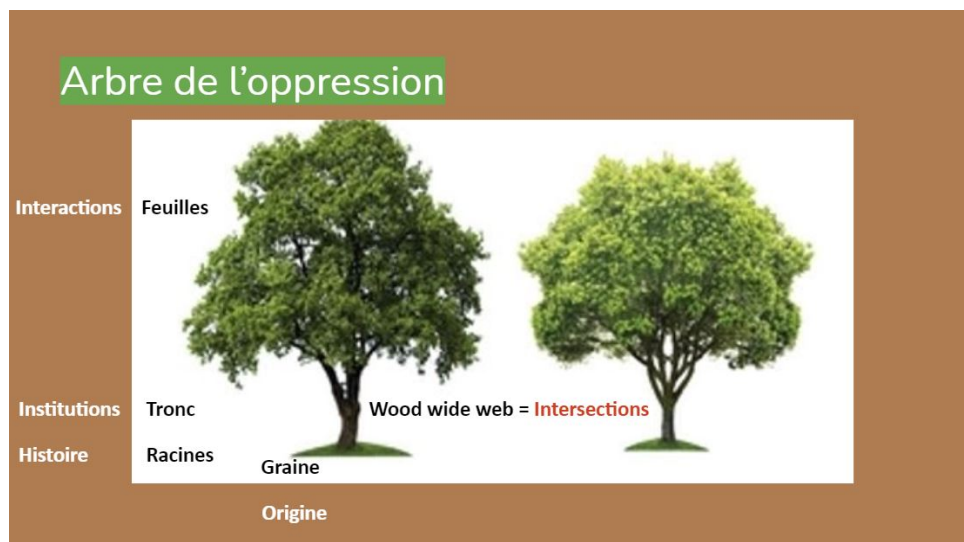 Arbre de l’oppression
Interactions Feuilles
Institutions Tronc Wood wide web = Intersections
Histoire Racines
Graine
Origine